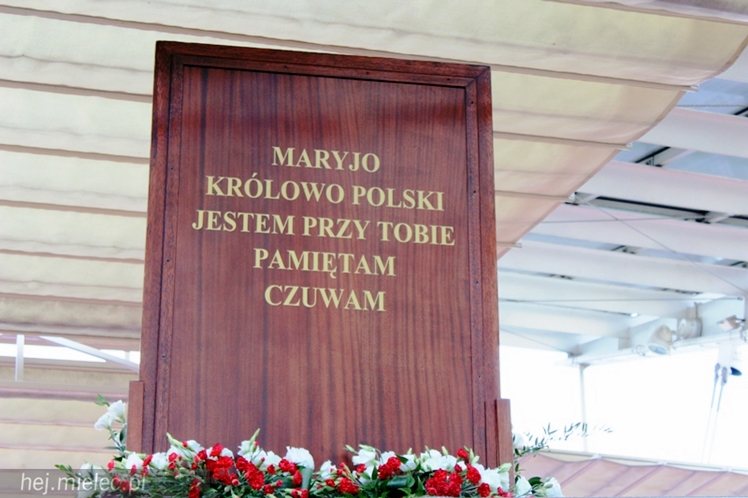 MARYJO
KRÓLOWO POLSKI
JESTEM PRZY TOBIE
PAMIĘTAM
CZUWAM
hej.mielec.pl